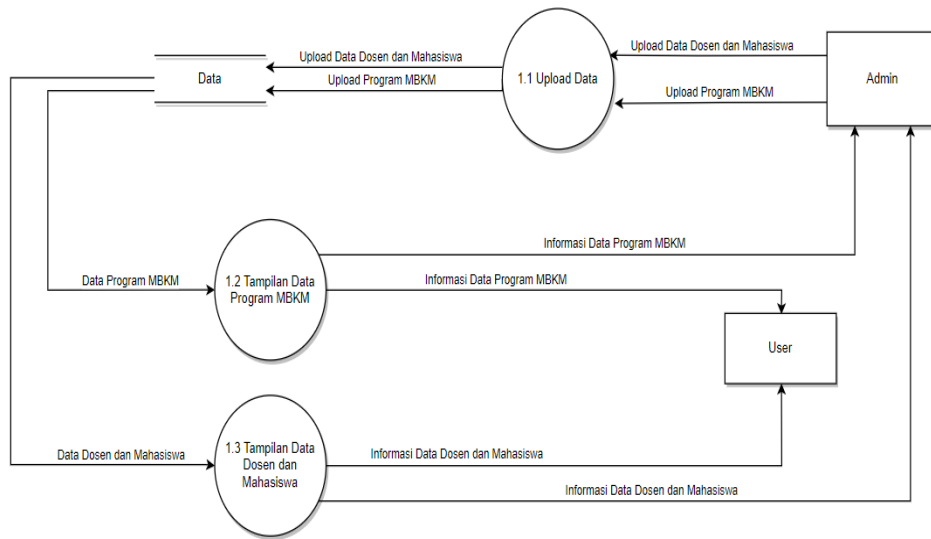 Upload Data Dosen dan Mahasiswa
Upload Data Dosen dan Mahasiswa
Data
Upload Program MBKM
1.1 Upload Data
Upload Program MBKM
Admin
Informasi Data Program MBKM
Data Program MBKM
1.2 Tampilan Data
Program MBKM
Informasi Data Program MBKM
User
Data Dosen dan Mahasiswa
1.3 Tampilan Data
Dosen dan
Mahasiswa
Informasi Data Dosen dan Mahasiswa
Informasi Data Dosen dan Mahasiswa